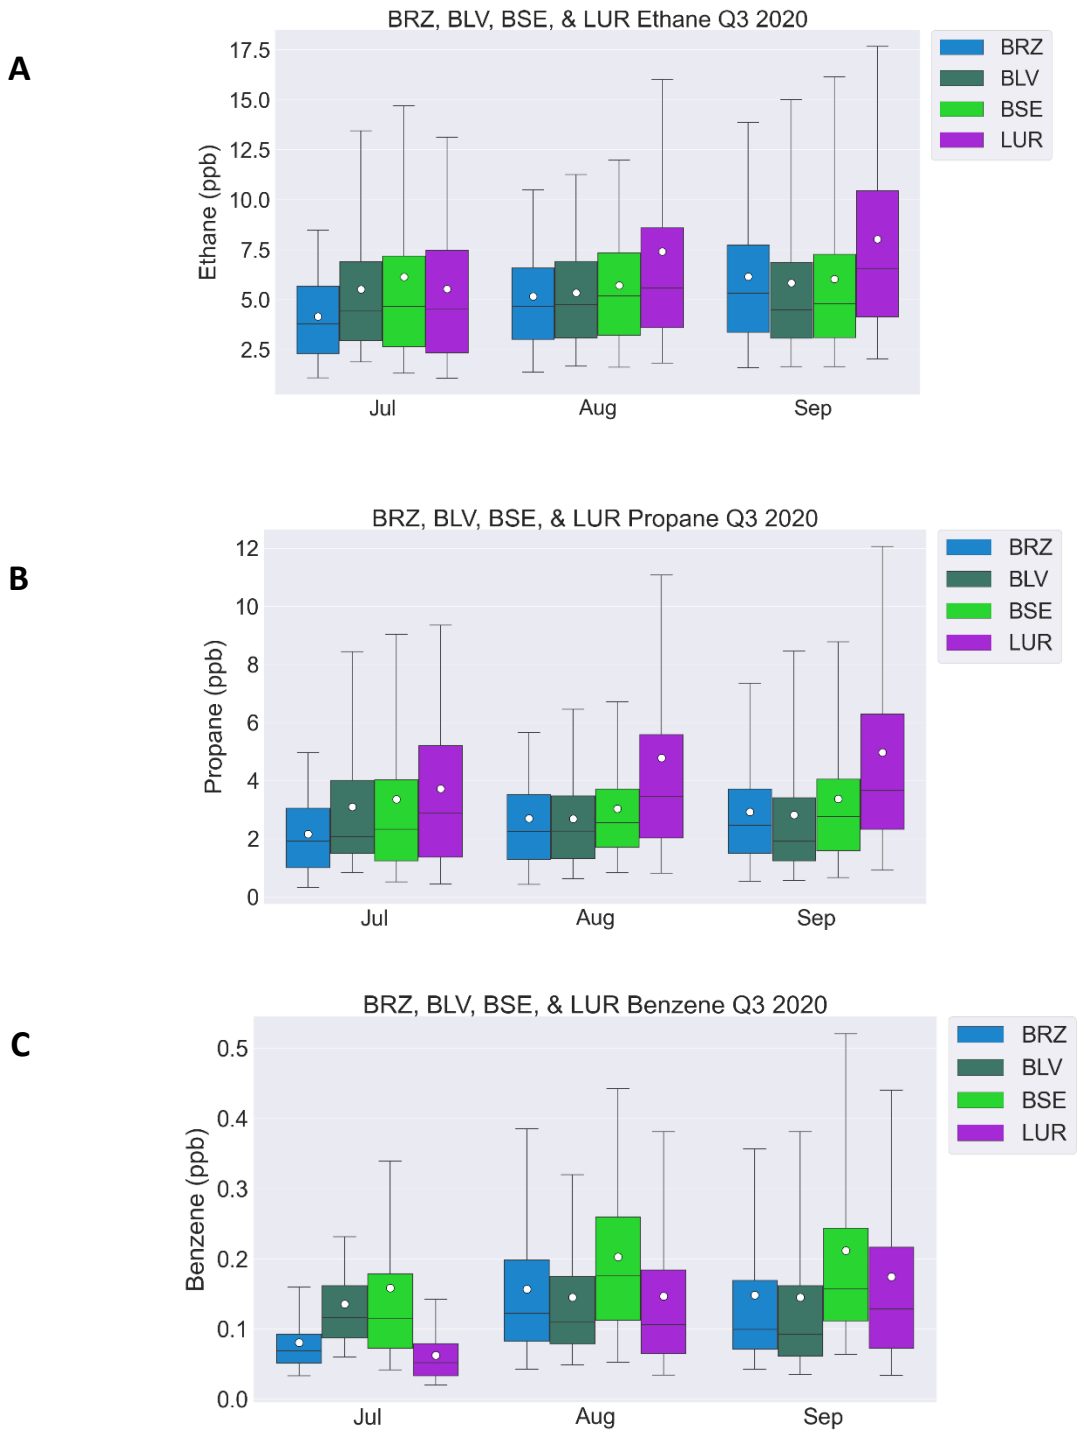 A
BRZ, BLV, BSE, & LUR Ethane Q3 2020
Ethane (ppb)
17.5
15.0
12.5
10.0
7.5
5.0
2.5
Jul Aug Sep
BRZ
BLV
BSE
LUR
B
BRZ, BLV, BSE, & LUR Propane Q3 2020
Propane (ppb)
12
10
8
6
4
2
0
Jul Aug Sep
BRZ
BLV
BSE
LUR
C
BRZ, BLV, BSE, & LUR Benzene Q3 2020
Benzene (ppb)
0.5
0.4
0.3
0.2
0.1
0.0
Jul Aug Sep
BRZ
BLV
BSE
LUR